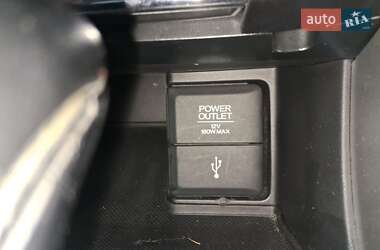 auto RIA
POWER
OUTLET
12V
180W.MAX